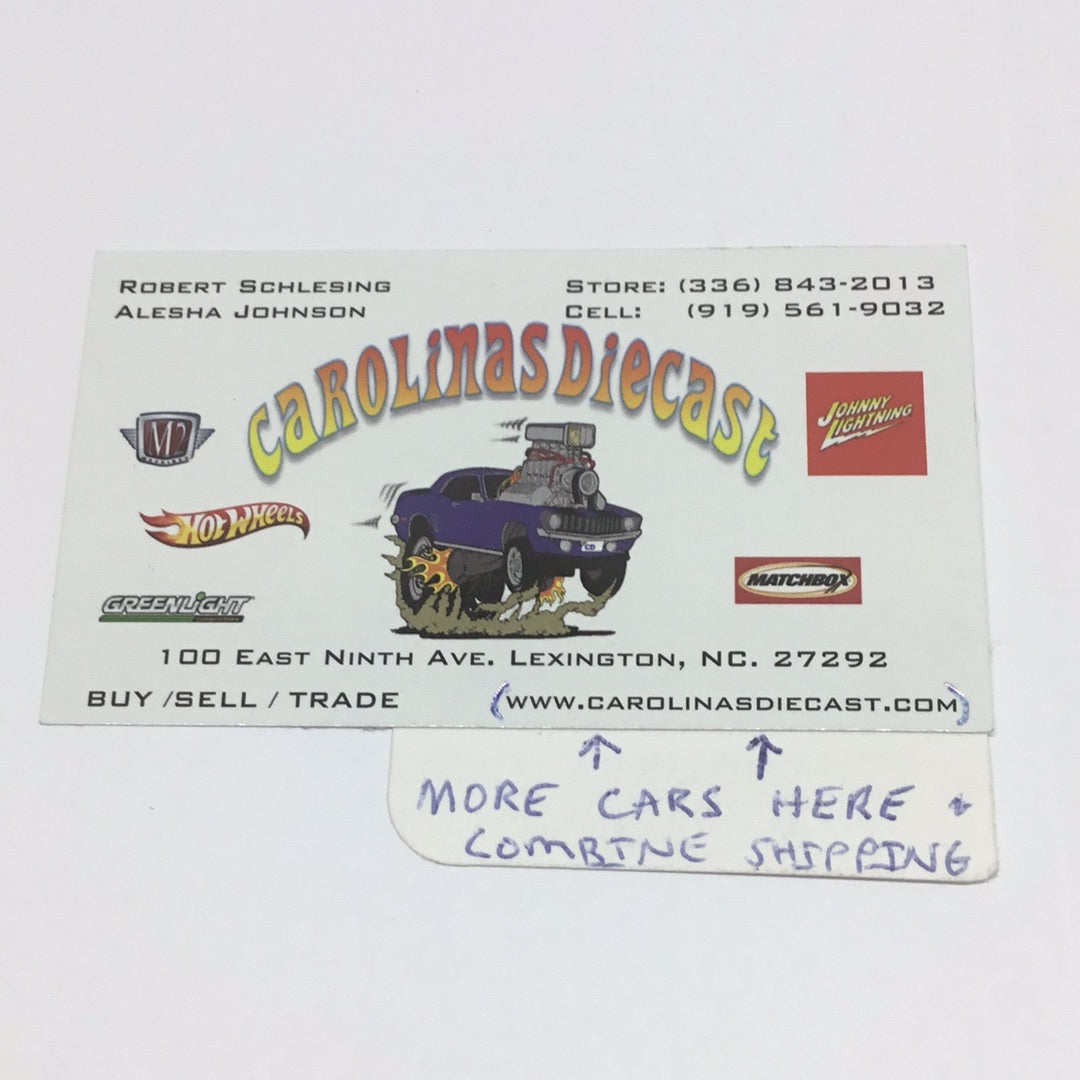 ROBERT SCHLESING
ALESHA JOHNSON
STORE: (336) 843-2013
CELL: (919) 561-9032
CAROLINAS DIECAST
M2
JOHNNY
LIGHTNING
HOT WHEELS
CD
MATCHBOX
GREENLIGHT
100 EAST NINTH AVE. LEXINGTON, NC. 27292
BUY /SELL / TRADE
(WWW.CAROLINASDIECAST.COM)
MORE CARS HERE &
COMBINE SHIPPING